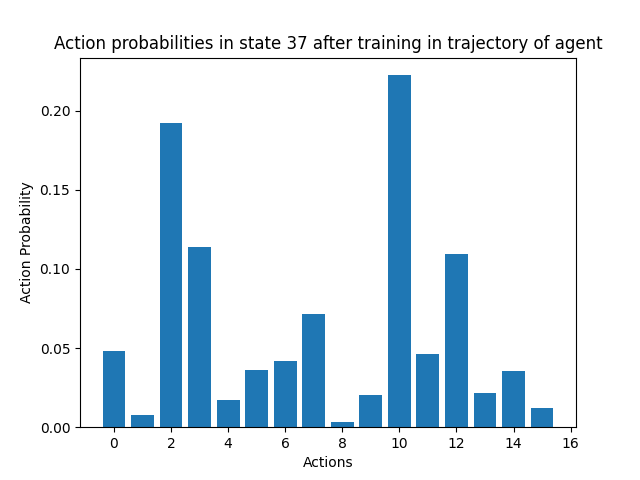 Action probabilities in state 37 after training in trajectory of agent
Action Probability
0.20
0.15
0.10
0.05
0.00
0 2 4 6 8 10 12 14 16
Actions